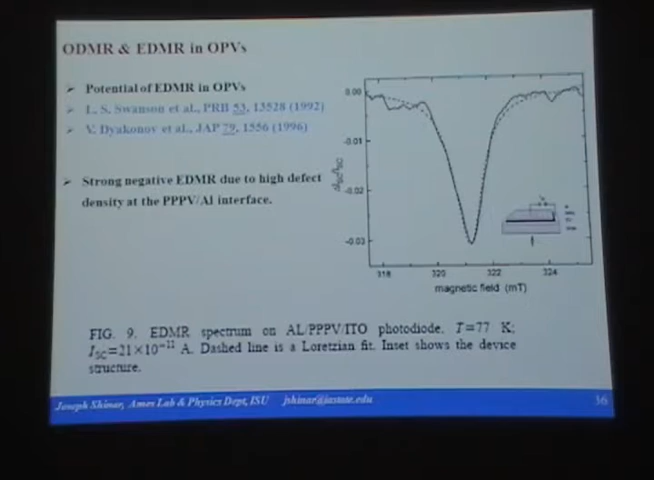 ODMR & EDMR in OPVs
➢ Potential of EDMR in OPVs
➢ L. S. Swanson et al., PRB 53, 13528 (1992)
➢ V. Dyakonov et al., JAP 79, 1556 (1996)
➢ Strong negative EDMR due to high defect
density at the PPPV/Al interface.
0.00
-0.01
-0.02
-0.03
318 320 322 324
magnetic field (mT)
FIG. 9. EDMR spectrum on AL/PPPV/ITO photodiode. T=77 K;
I_SC=21×10⁻¹¹ A. Dashed line is a Loretzian fit. Inset shows the device
structure.
Joseph Shinar, Ames Lab & Physics Dept, ISU jshinar@iastate.edu 36